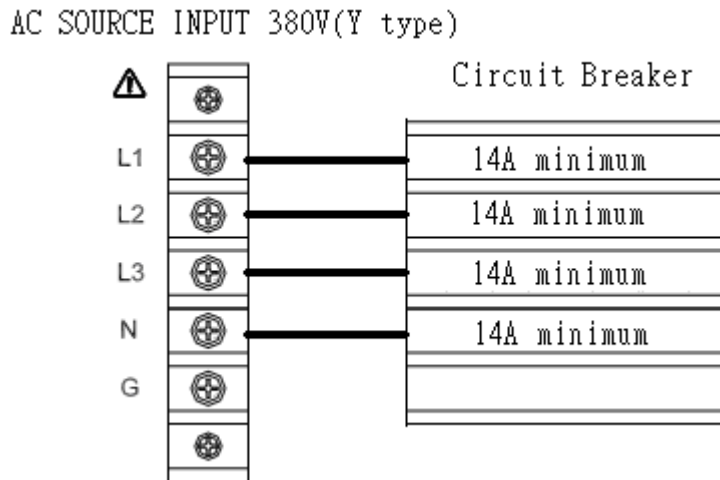 AC SOURCE INPUT 380V(Y type)
Circuit Breaker
L1 14A minimum
L2 14A minimum
L3 14A minimum
N 14A minimum
G